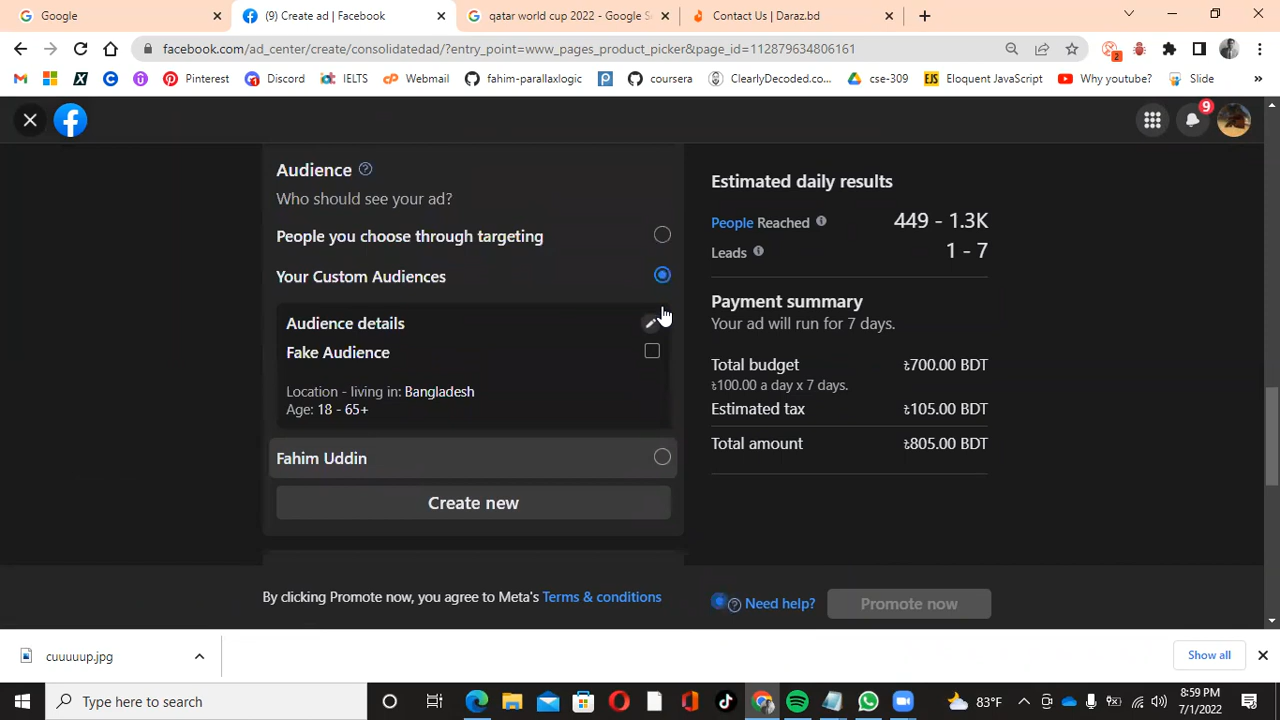 Google
(9) Create ad | Facebook
qatar world cup 2022 - Google Se
Contact Us | Daraz.bd
facebook.com/ad_center/create/consolidatedad/?entry_point=www_pages_product_picker&page_id=112879634806161
2
Pinterest
Discord
IELTS
Webmail
fahim-parallaxlogic
coursera
ClearlyDecoded.co...
cse-309
EJS
Eloquent JavaScript
Why youtube?
Slide
»
9
Audience
Who should see your ad?
People you choose through targeting
Your Custom Audiences
Audience details
Fake Audience
Location - living in: Bangladesh
Age: 18 - 65+
Fahim Uddin
Create new
Estimated daily results
People Reached
449 - 1.3K
Leads
1 - 7
Payment summary
Your ad will run for 7 days.
Total budget
৳700.00 BDT
৳100.00 a day x 7 days.
Estimated tax
৳105.00 BDT
Total amount
৳805.00 BDT
By clicking Promote now, you agree to Meta's Terms & conditions
Need help?
Promote now
cuuuuup.jpg
Show all
Type here to search
83°F
8:59 PM
7/1/2022